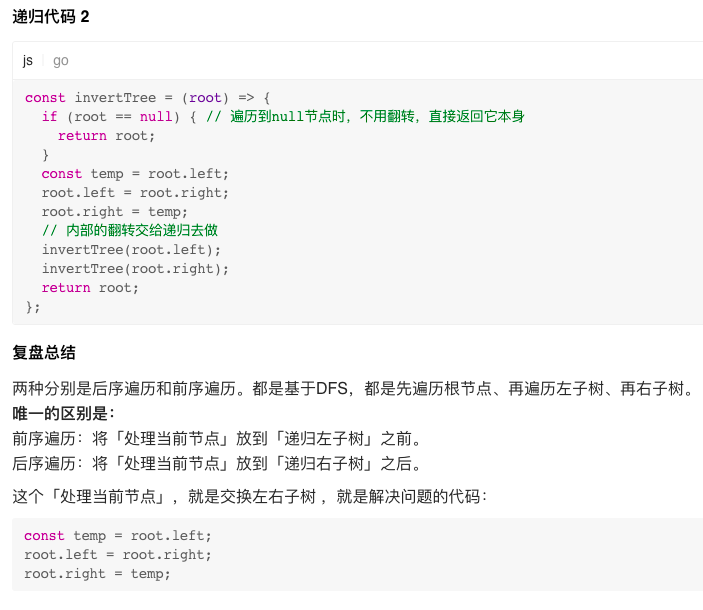 递归代码 2
js go
const invertTree = (root) => {
  if (root == null) { // 遍历到null节点时，不用翻转，直接返回它本身
    return root;
  }
  const temp = root.left;
  root.left = root.right;
  root.right = temp;
  // 内部的翻转交给递归去做
  invertTree(root.left);
  invertTree(root.right);
  return root;
};
复盘总结
两种分别是后序遍历和前序遍历。都是基于DFS，都是先遍历根节点、再遍历左子树、再右子树。
唯一的区别是：
前序遍历：将「处理当前节点」放到「递归左子树」之前。
后序遍历：将「处理当前节点」放到「递归右子树」之后。
这个「处理当前节点」，就是交换左右子树 ，就是解决问题的代码：
const temp = root.left;
root.left = root.right;
root.right = temp;